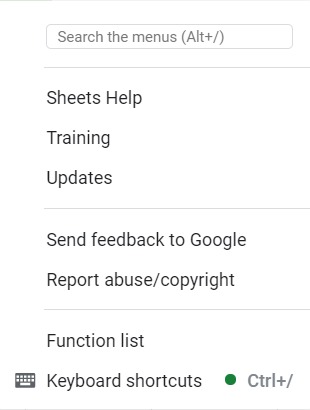 Search the menus (Alt+/)
Sheets Help
Training
Updates
Send feedback to Google
Report abuse/copyright
Function list
Keyboard shortcuts Ctrl+/